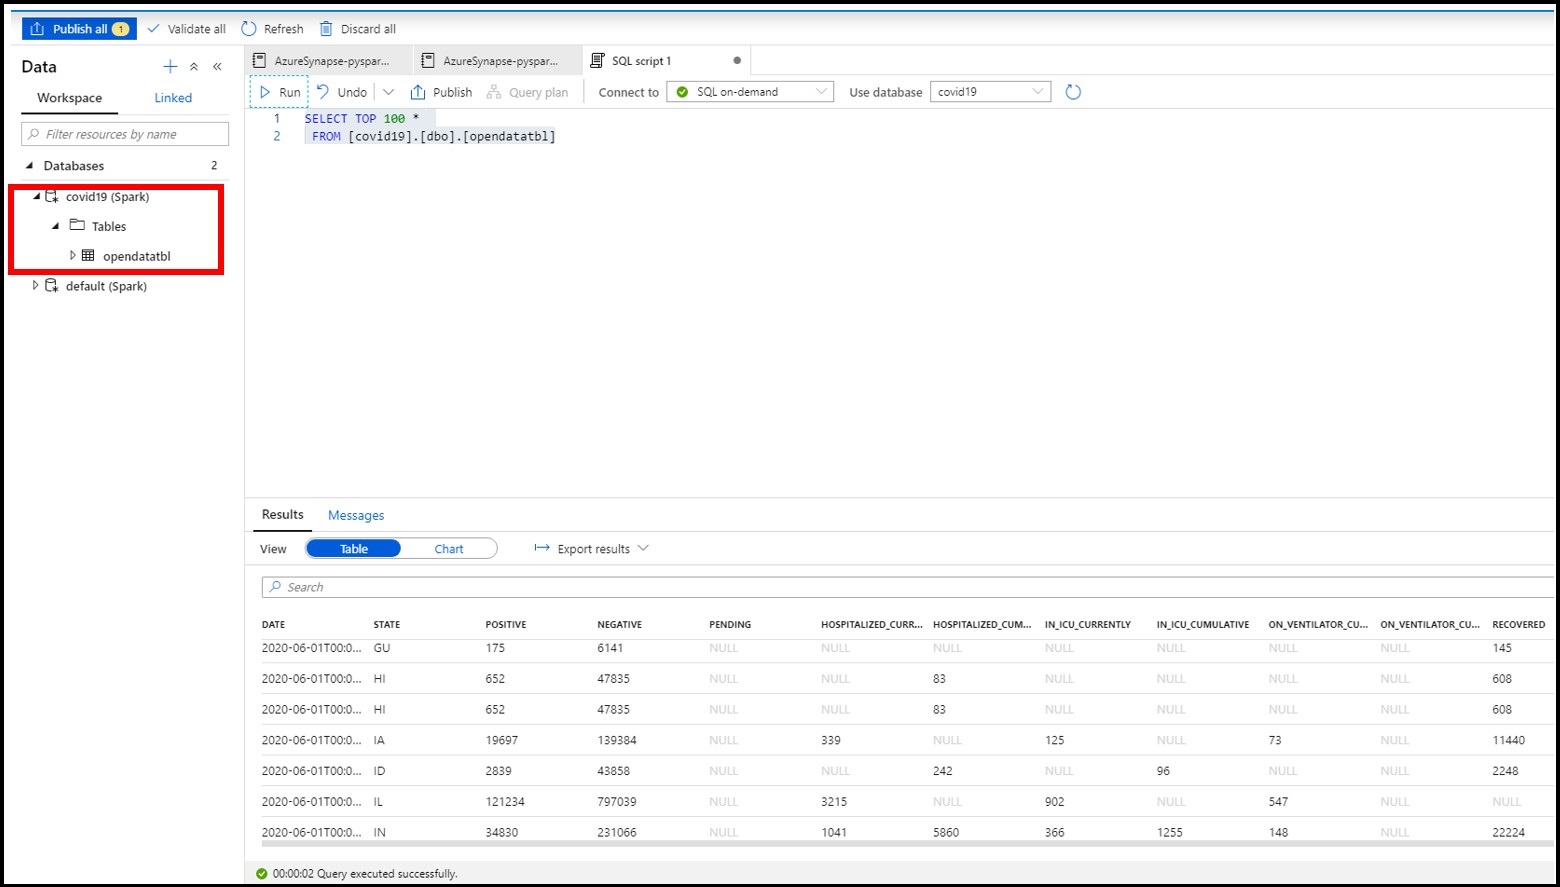 Publish all 1 Validate all Refresh Discard all
Data
Workspace Linked
Filter resources by name
Databases 2
covid19 (Spark)
Tables
opendatatbl
default (Spark)
AzureSynapse-pyspar... AzureSynapse-pyspar... SQL script 1
Run Undo Publish Query plan Connect to SQL on-demand Use database covid19
1 SELECT TOP 100 *
2 FROM [covid19].[dbo].[opendatatbl]
Results Messages
View Table Chart Export results
Search
DATE STATE POSITIVE NEGATIVE PENDING HOSPITALIZED_CURR... HOSPITALIZED_CUM... IN_ICU_CURRENTLY IN_ICU_CUMULATIVE ON_VENTILATOR_CU... ON_VENTILATOR_CU... RECOVERED
2020-06-01T00:0... GU 175 6141 NULL NULL NULL NULL NULL NULL NULL 145
2020-06-01T00:0... HI 652 47835 NULL NULL 83 NULL NULL NULL NULL 608
2020-06-01T00:0... HI 652 47835 NULL NULL 83 NULL NULL NULL NULL 608
2020-06-01T00:0... IA 19697 139384 NULL 339 NULL 125 NULL 73 NULL 11440
2020-06-01T00:0... ID 2839 43858 NULL NULL 242 NULL 96 NULL NULL 2248
2020-06-01T00:0... IL 121234 797039 NULL 3215 NULL 902 NULL 547 NULL NULL
2020-06-01T00:0... IN 34830 231066 NULL 1041 5860 366 1255 148 NULL 22224
00:00:02 Query executed successfully.